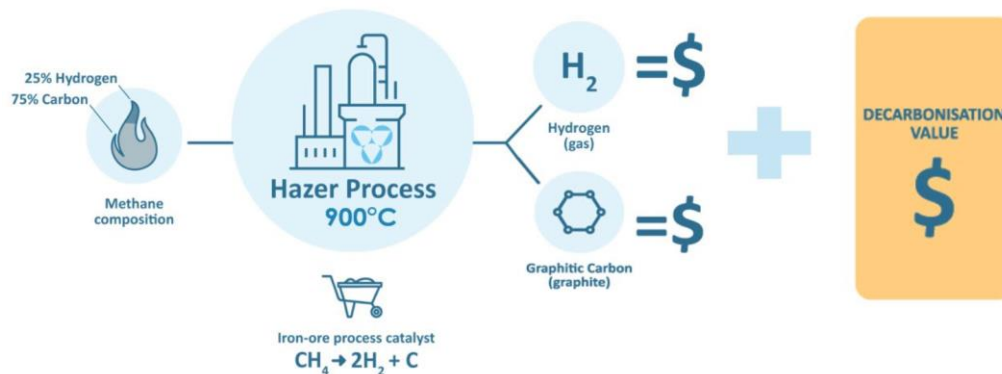 25% Hydrogen
75% Carbon
Methane
composition
Hazer Process
900°C
Iron-ore process catalyst
CH₄ → 2H₂ + C
H₂
=$
Hydrogen
(gas)
=$
Graphitic Carbon
(graphite)
DECARBONISATION
VALUE
$